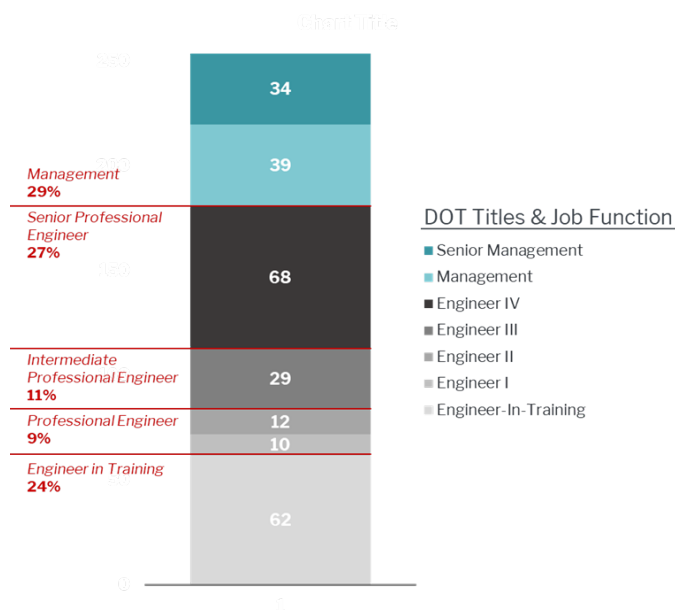 Chart Title
34
39
Management
29%
Senior Professional
Engineer
27%
68
Intermediate
Professional Engineer
11%
29
Professional Engineer
9%
12
10
Engineer in Training
24%
62
0
DOT Titles & Job Function
Senior Management
Management
Engineer IV
Engineer III
Engineer II
Engineer I
Engineer-In-Training